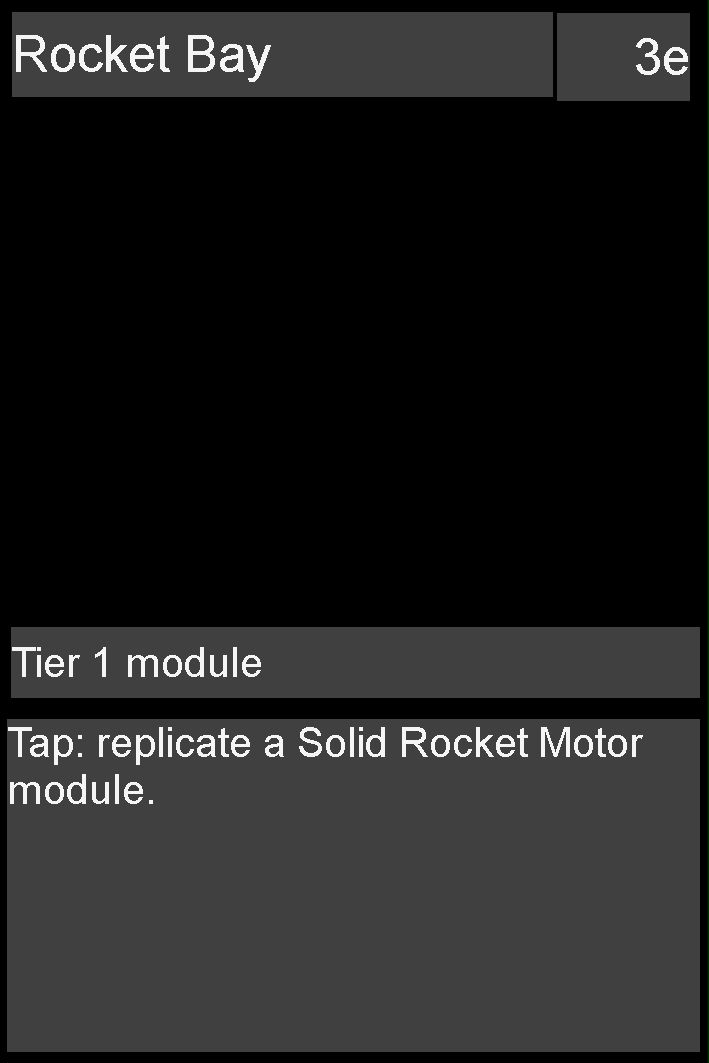 Rocket Bay
3e
Tier 1 module
Tap: replicate a Solid Rocket Motor
module.